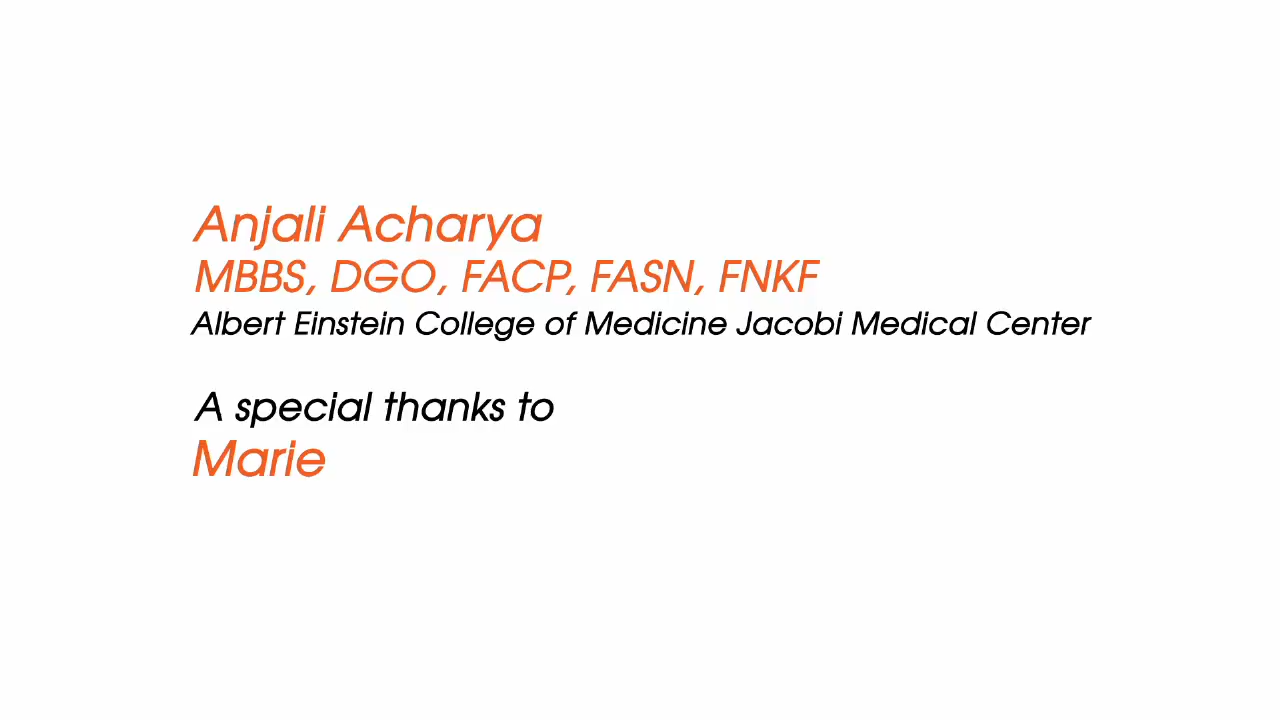 Anjali Acharya
MBBS, DGO, FACP, FASN, FNKF
Albert Einstein College of Medicine Jacobi Medical Center
A special thanks to
Marie